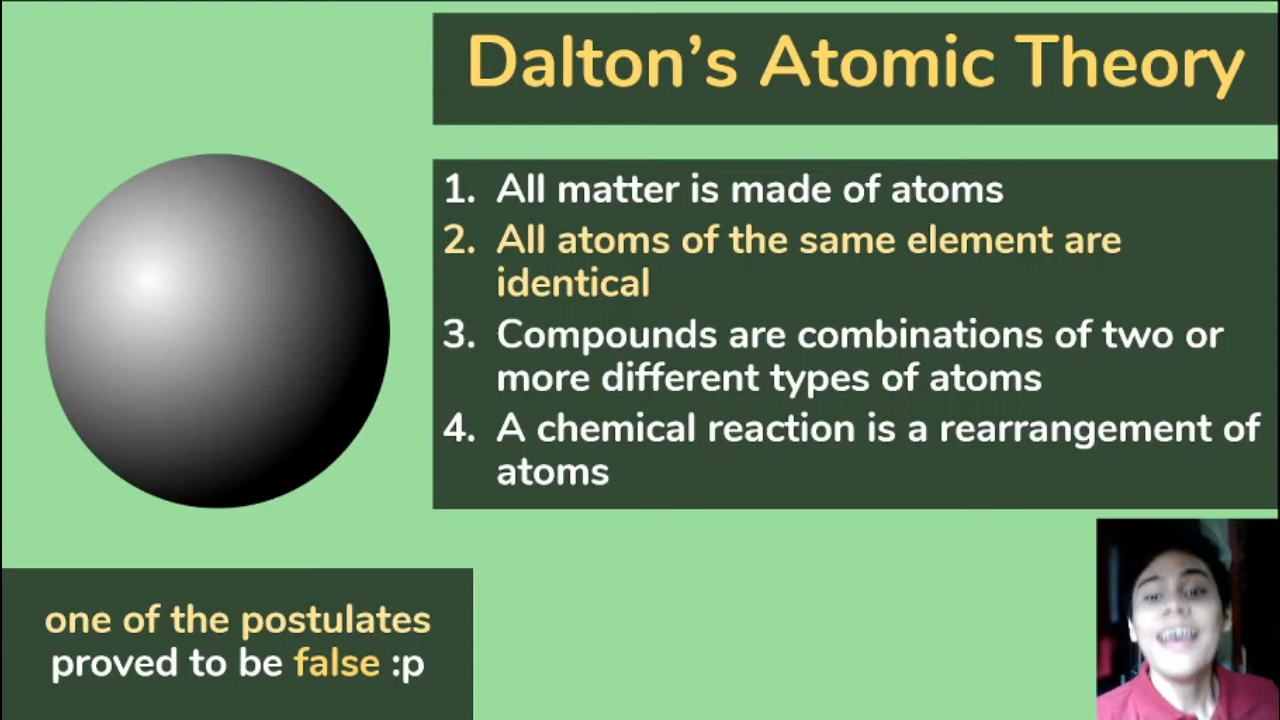 Dalton’s Atomic Theory
1. All matter is made of atoms
2. All atoms of the same element are
identical
3. Compounds are combinations of two or
more different types of atoms
4. A chemical reaction is a rearrangement of
atoms
one of the postulates
proved to be false :p